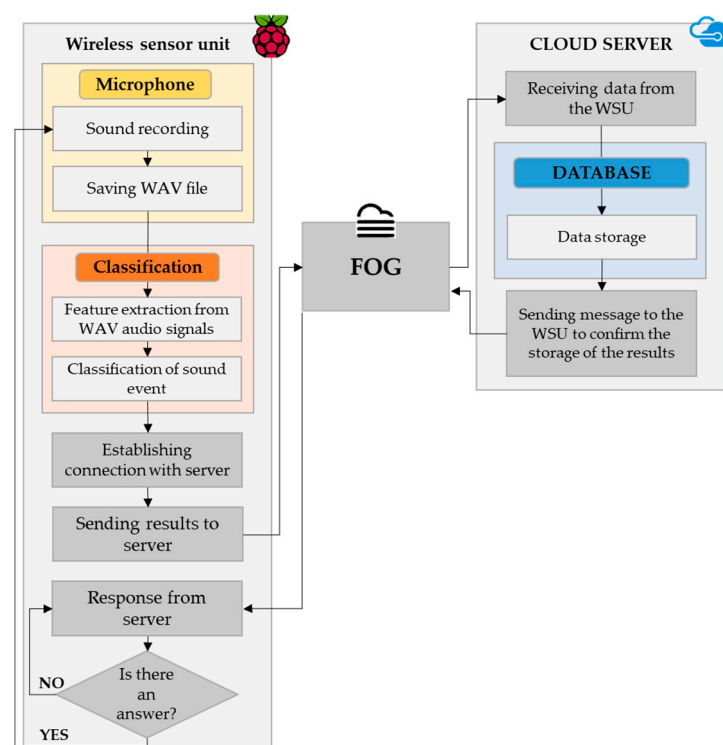 Wireless sensor unit
Microphone
Sound recording
Saving WAV file
Classification
Feature extraction from
WAV audio signals
Classification of sound
event
Establishing
connection with server
Sending results to
server
Response from
server
Is there
an
answer?
NO
YES
FOG
CLOUD SERVER
Receiving data from
the WSU
DATABASE
Data storage
Sending message to the
WSU to confirm the
storage of the results